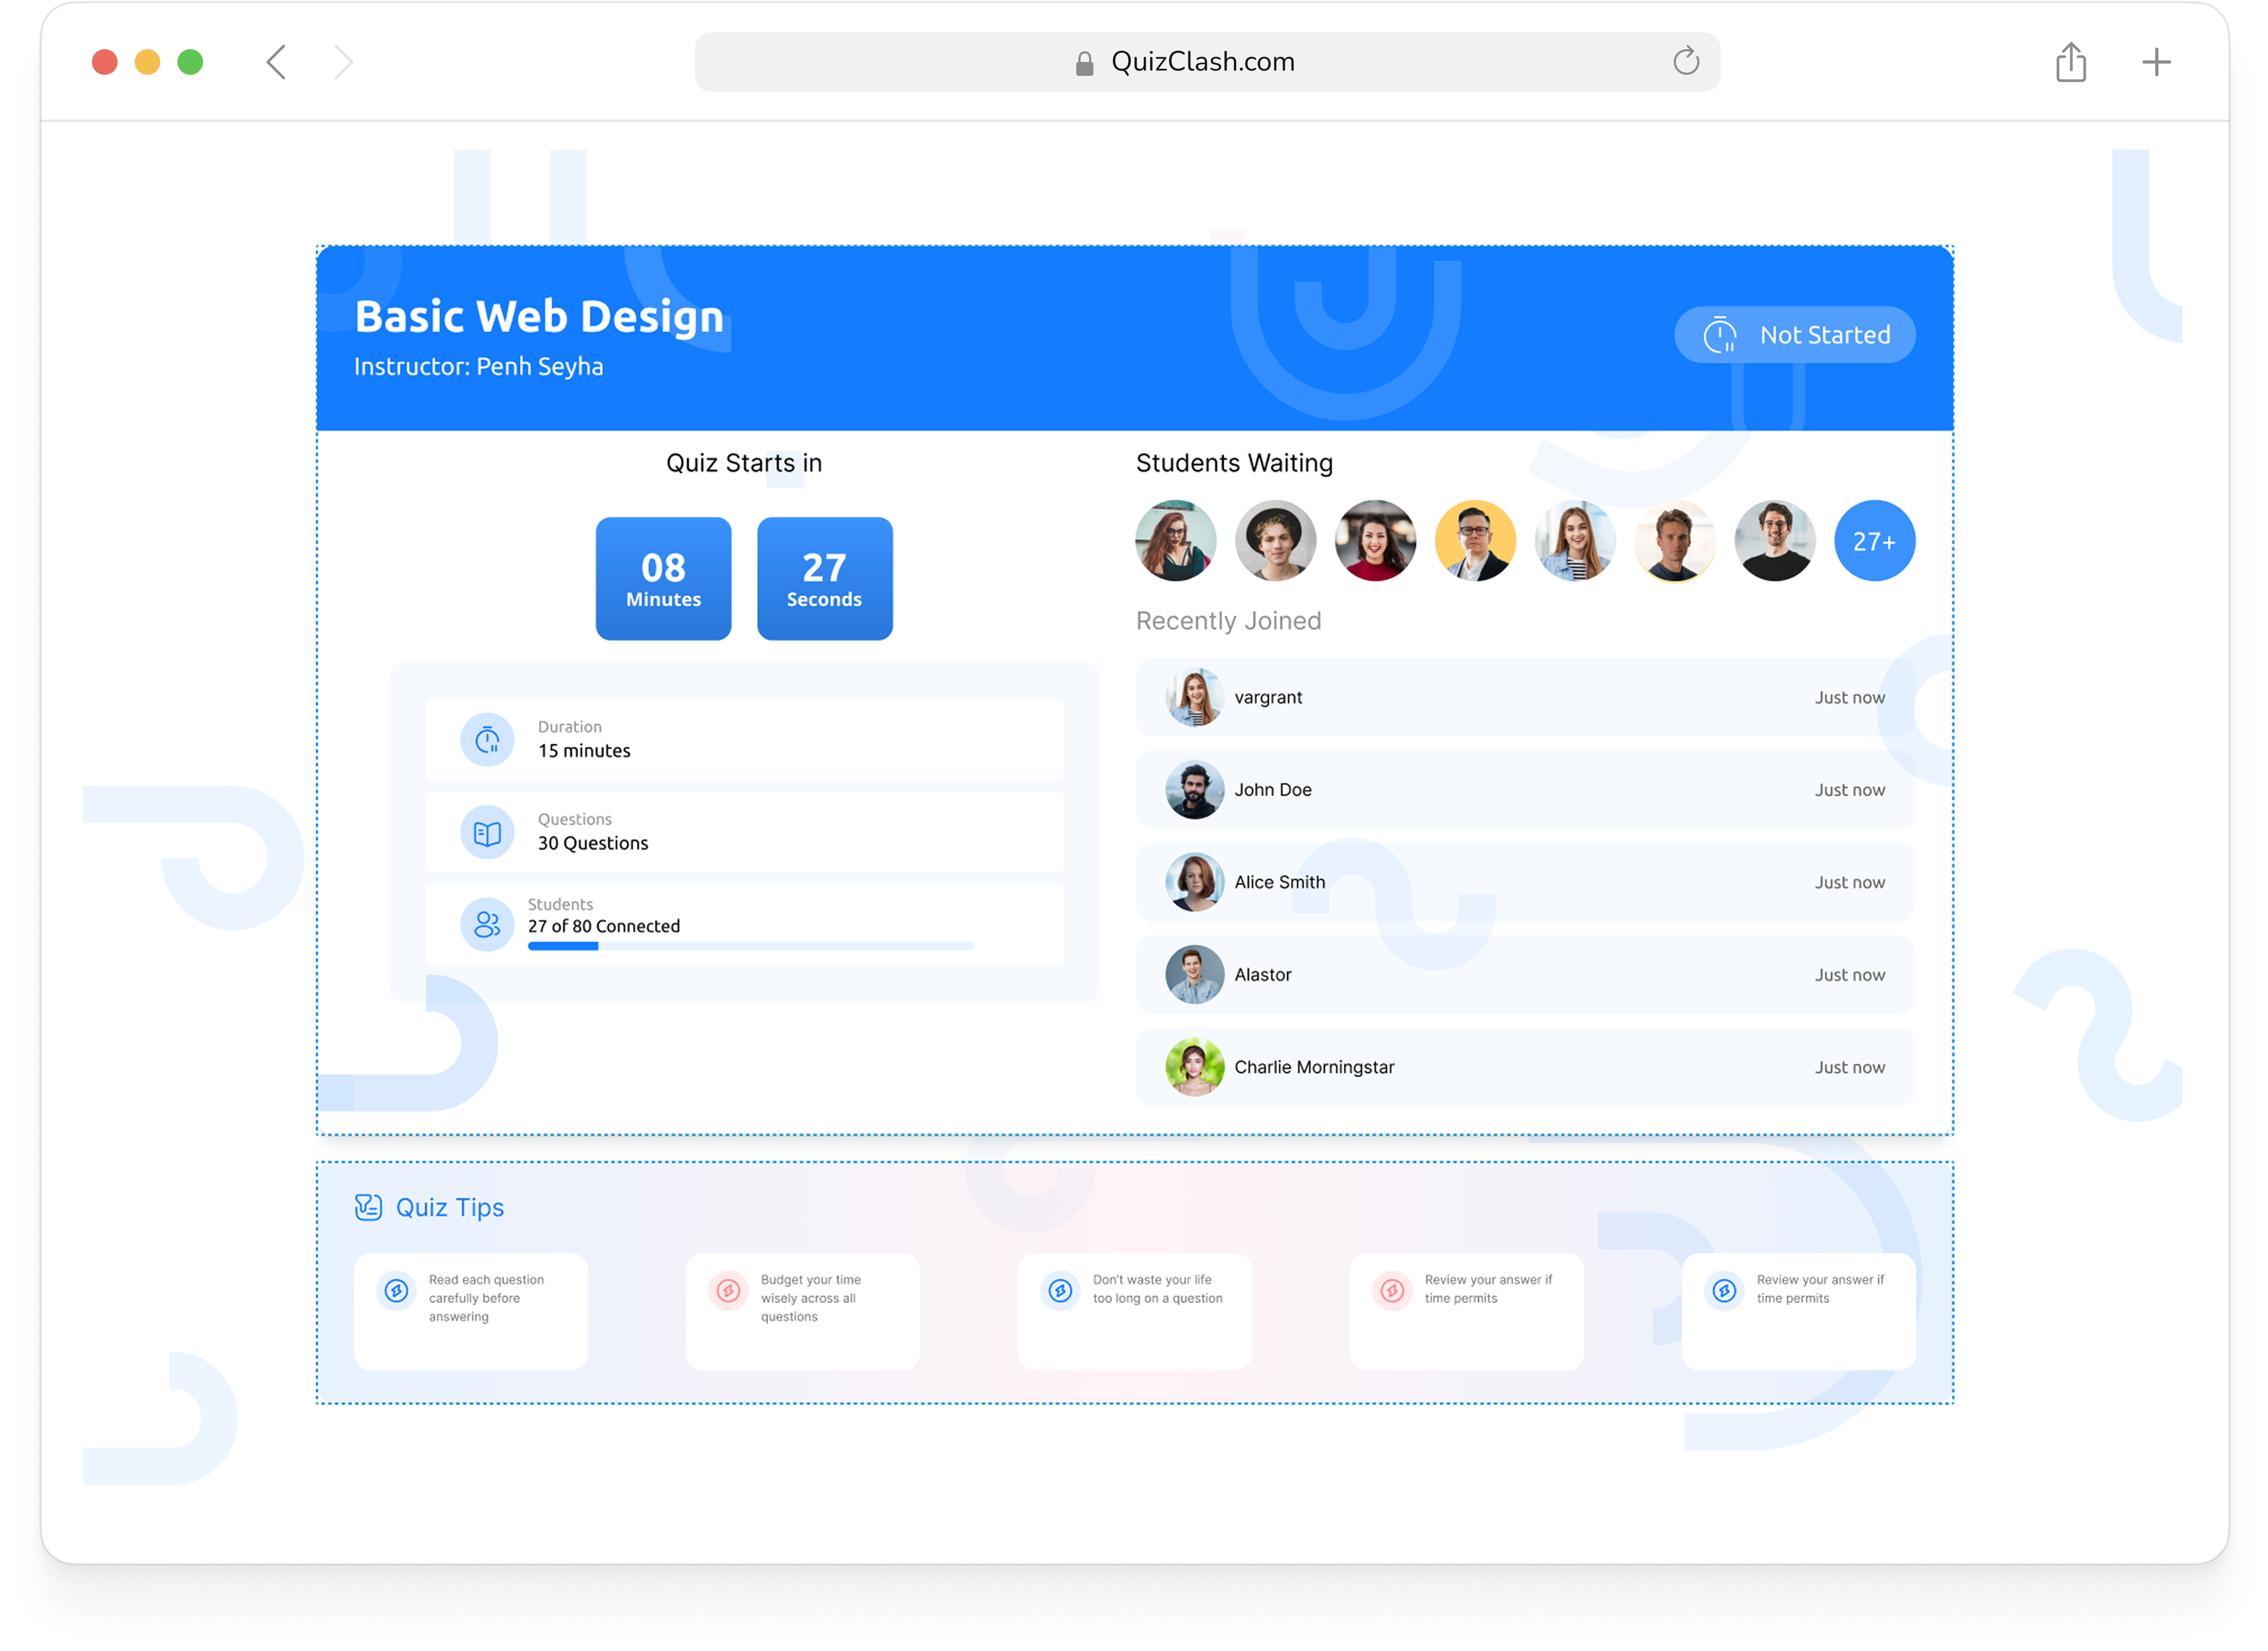 QuizClash.com
Basic Web Design
Instructor: Penh Seyha
Not Started
Quiz Starts in
08
Minutes
27
Seconds
Duration
15 minutes
Questions
30 Questions
Students
27 of 80 Connected
Students Waiting
27+
Recently Joined
vargrant
Just now
John Doe
Just now
Alice Smith
Just now
Alastor
Just now
Charlie Morningstar
Just now
Quiz Tips
Read each question
carefully before
answering
Budget your time
wisely across all
questions
Don't waste your life
too long on a question
Review your answer if
time permits
Review your answer if
time permits